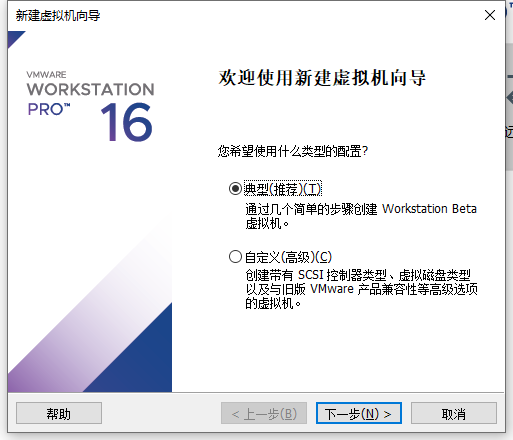 新建虚拟机向导
VMWARE
WORKSTATION
PRO™ 16
欢迎使用新建虚拟机向导
您希望使用什么类型的配置?
典型(推荐)(T)
通过几个简单的步骤创建 Workstation Beta
虚拟机。
自定义(高级)(C)
创建带有 SCSI 控制器类型、虚拟磁盘类型
以及与旧版 VMware 产品兼容性等高级选项
的虚拟机。
帮助
< 上一步(B)
下一步(N) >
取消